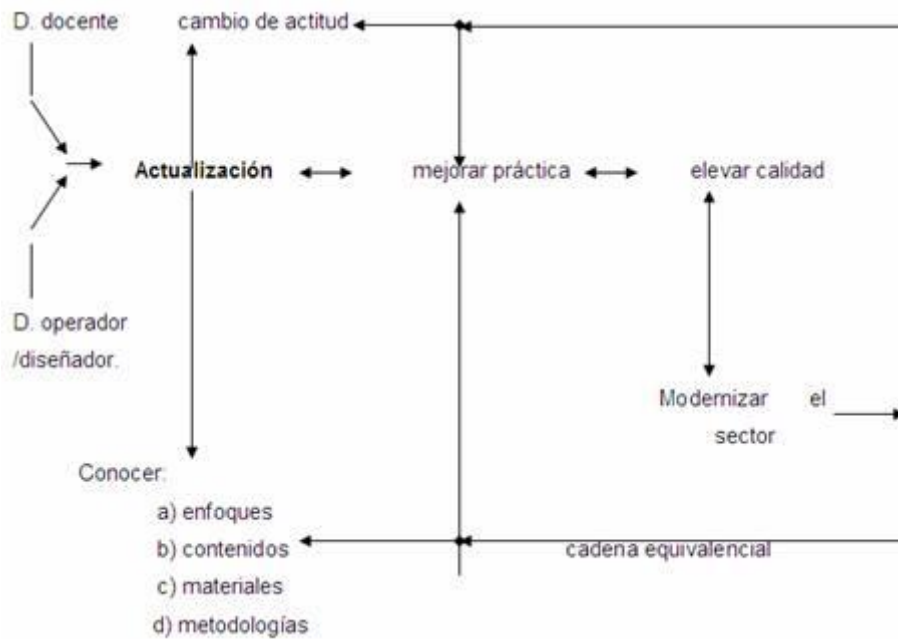 D. docente
cambio de actitud
Actualización
mejorar práctica
elevar calidad
D. operador
/diseñador.
Modernizar el
sector
Conocer:
a) enfoques
b) contenidos
cadena equivalencial
c) materiales
d) metodologías